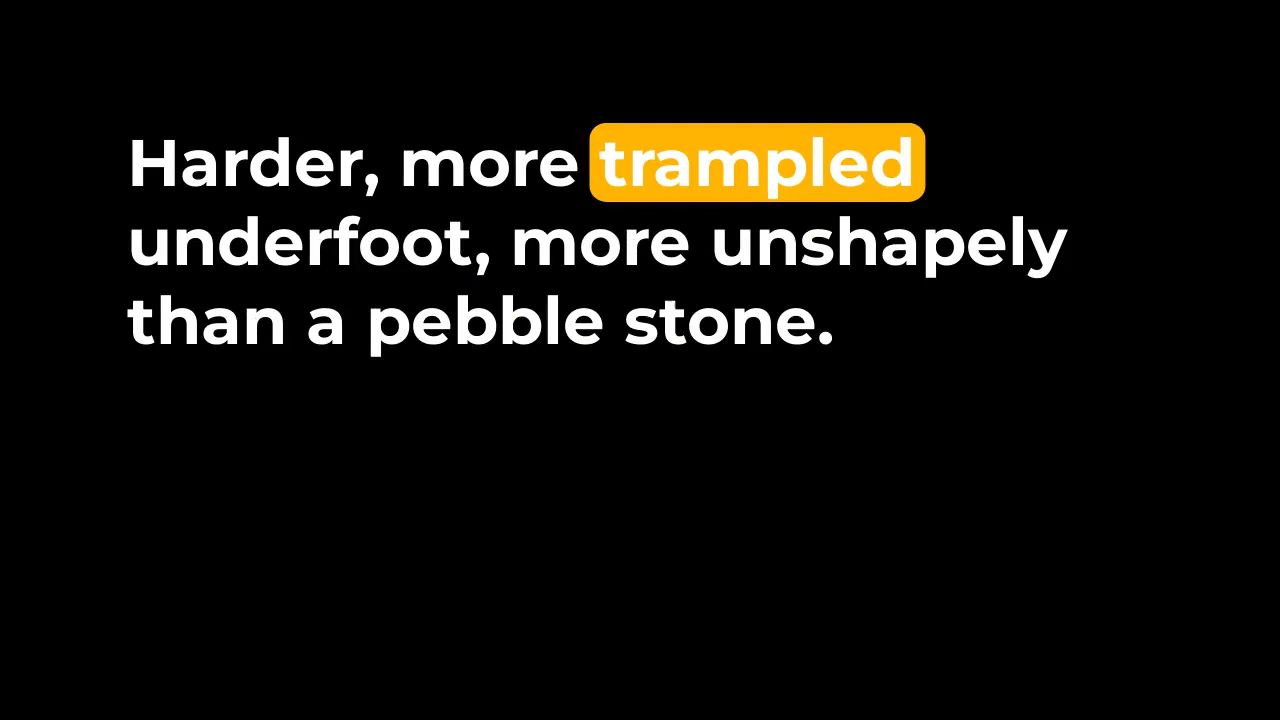 Harder, more trampled
underfoot, more unshapely
than a pebble stone.